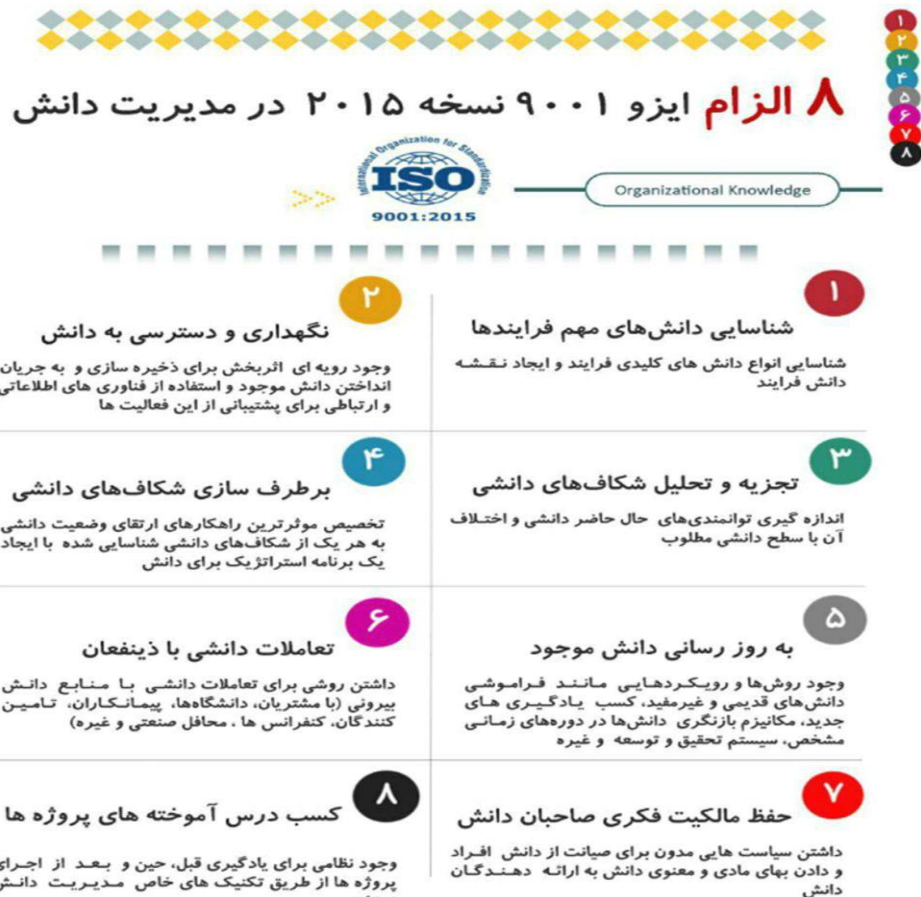 ۱
۲
۳
۴
۵
۶
۷
۸
۸ الزام ایزو ۹۰۰۱ نسخه ۲۰۱۵ در مدیریت دانش
International Organization for Standardization
ISO
9001:2015
Organizational Knowledge
۱
شناسایی دانش‌های مهم فرایندها
شناسایی انواع دانش های کلیدی فرایند و ایجاد نقشه
دانش فرایند
۲
نگهداری و دسترسی به دانش
وجود رویه ای اثربخش برای ذخیره سازی و به جریان
انداختن دانش موجود و استفاده از فناوری های اطلاعاتی
و ارتباطی برای پشتیبانی از این فعالیت ها
۳
تجزیه و تحلیل شکاف‌های دانشی
اندازه گیری توانمندی‌های حال حاضر دانشی و اختلاف
آن با سطح دانشی مطلوب
۴
برطرف سازی شکاف‌های دانشی
تخصیص موثرترین راهکارهای ارتقای وضعیت دانشی
به هر یک از شکاف‌های دانشی شناسایی شده با ایجاد
یک برنامه استراتژیک برای دانش
۵
به روز رسانی دانش موجود
وجود روش‌ها و رویکردهایی مانند فراموشی
دانش‌های قدیمی و غیرمفید، کسب یادگیری های
جدید، مکانیزم بازنگری دانش‌ها در دوره‌های زمانی
مشخص، سیستم تحقیق و توسعه و غیره
۶
تعاملات دانشی با ذینفعان
داشتن روشی برای تعاملات دانشی با منابع دانش
بیرونی (با مشتریان، دانشگاه‌ها، پیمانکاران، تأمین
کنندگان، کنفرانس ها ، محافل صنعتی و غیره)
۷
حفظ مالکیت فکری صاحبان دانش
داشتن سیاست هایی مدون برای صیانت از دانش افراد
و دادن بهای مادی و معنوی دانش به ارائه دهندگان
دانش
۸
کسب درس آموخته های پروژه ها
وجود نظامی برای یادگیری قبل، حین و بعد از اجرای
پروژه ها از طریق تکنیک های خاص مدیریت دانش